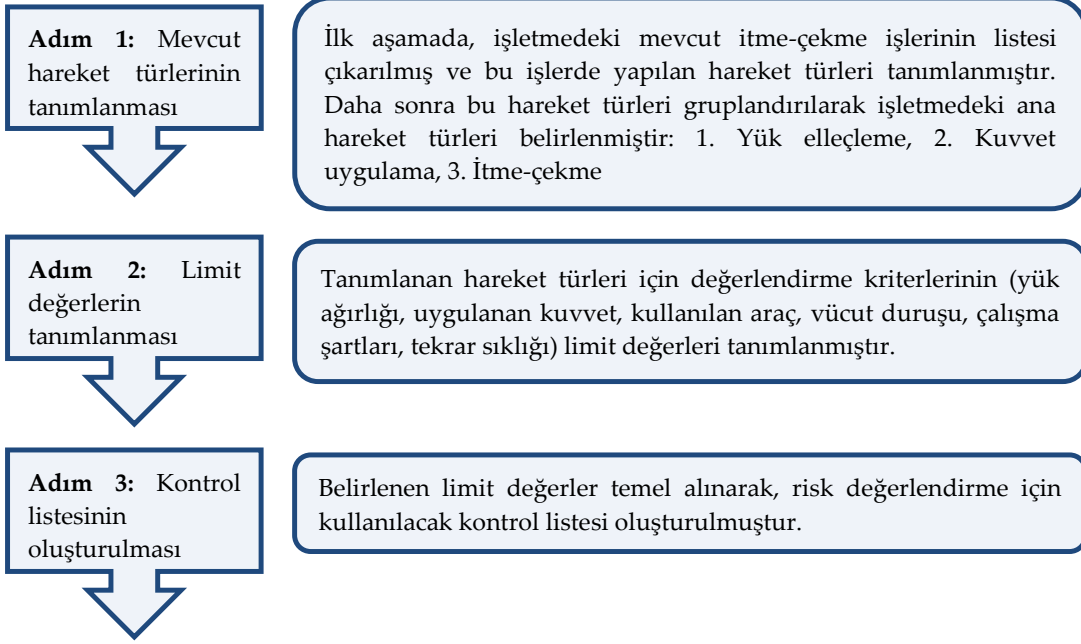 Adım 1: Mevcut
hareket türlerinin
tanımlanması
İlk aşamada, işletmedeki mevcut itme-çekme işlerinin listesi
çıkarılmış ve bu işlerde yapılan hareket türleri tanımlanmıştır.
Daha sonra bu hareket türleri gruplandırılarak işletmedeki ana
hareket türleri belirlenmiştir: 1. Yük elleçleme, 2. Kuvvet
uygulama, 3. İtme-çekme
Adım 2: Limit
değerlerin
tanımlanması
Tanımlanan hareket türleri için değerlendirme kriterlerinin (yük
ağırlığı, uygulanan kuvvet, kullanılan araç, vücut duruşu, çalışma
şartları, tekrar sıklığı) limit değerleri tanımlanmıştır.
Adım 3: Kontrol
listesinin
oluşturulması
Belirlenen limit değerler temel alınarak, risk değerlendirme için
kullanılacak kontrol listesi oluşturulmuştur.